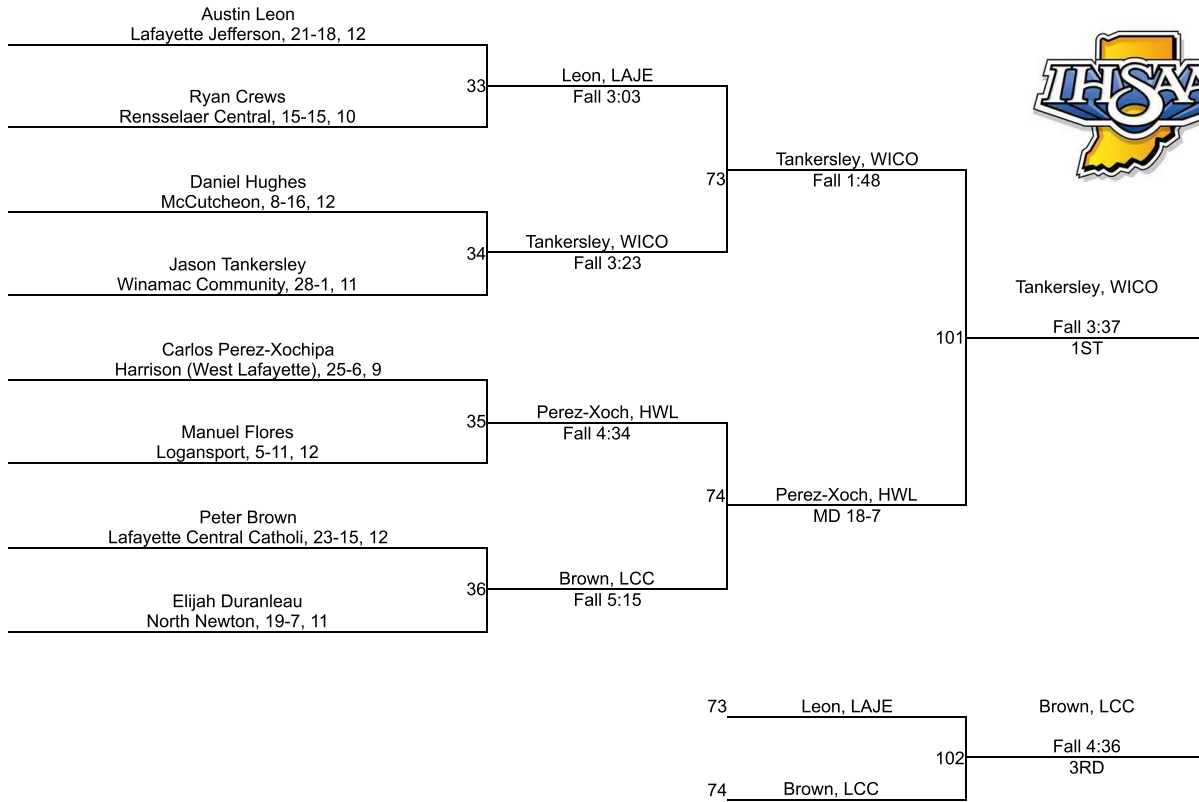 Austin Leon
Lafayette Jefferson, 21-18, 12
33
Ryan Crews
Rensselaer Central, 15-15, 10
Leon, LAJE
Fall 3:03
Daniel Hughes
McCutcheon, 8-16, 12
34
Jason Tankersley
Winamac Community, 28-1, 11
Tankersley, WICO
Fall 3:23
73
Tankersley, WICO
Fall 1:48
Carlos Perez-Xochipa
Harrison (West Lafayette), 25-6, 9
35
Manuel Flores
Logansport, 5-11, 12
Perez-Xoch, HWL
Fall 4:34
Peter Brown
Lafayette Central Catholi, 23-15, 12
36
Elijah Duranleau
North Newton, 19-7, 11
Brown, LCC
Fall 5:15
74
Perez-Xoch, HWL
MD 18-7
101
Tankersley, WICO
Fall 3:37
1ST
IHSAA
73
Leon, LAJE
74
Brown, LCC
102
Brown, LCC
Fall 4:36
3RD